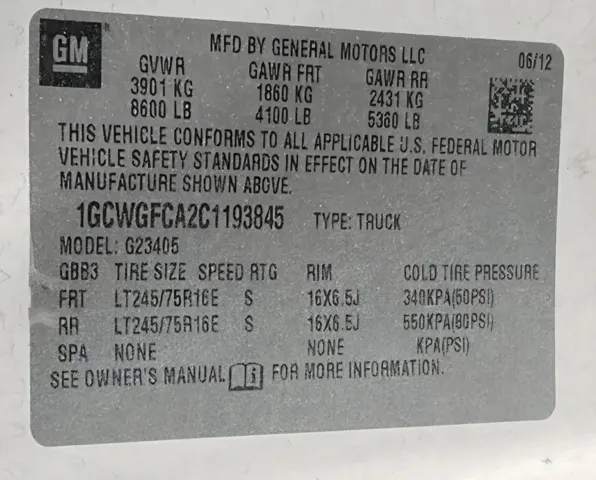 GM
MFD BY GENERAL MOTORS LLC 06/12
GVWR GAWR FRT GAWR RR
3901 KG 1860 KG 2431 KG
8600 LB 4100 LB 5360 LB
THIS VEHICLE CONFORMS TO ALL APPLICABLE U.S. FEDERAL MOTOR
VEHICLE SAFETY STANDARDS IN EFFECT ON THE DATE OF
MANUFACTURE SHOWN ABOVE.
1GCWGFCA2C1193845 TYPE: TRUCK
MODEL: G23405
GBB3 TIRE SIZE SPEED RTG RIM COLD TIRE PRESSURE
FRT LT245/75R16E S 16X6.5J 340KPA(50PSI)
RR LT245/75R16E S 16X6.5J 550KPA(80PSI)
SPA NONE NONE KPA(PSI)
SEE OWNER'S MANUAL i FOR MORE INFORMATION.